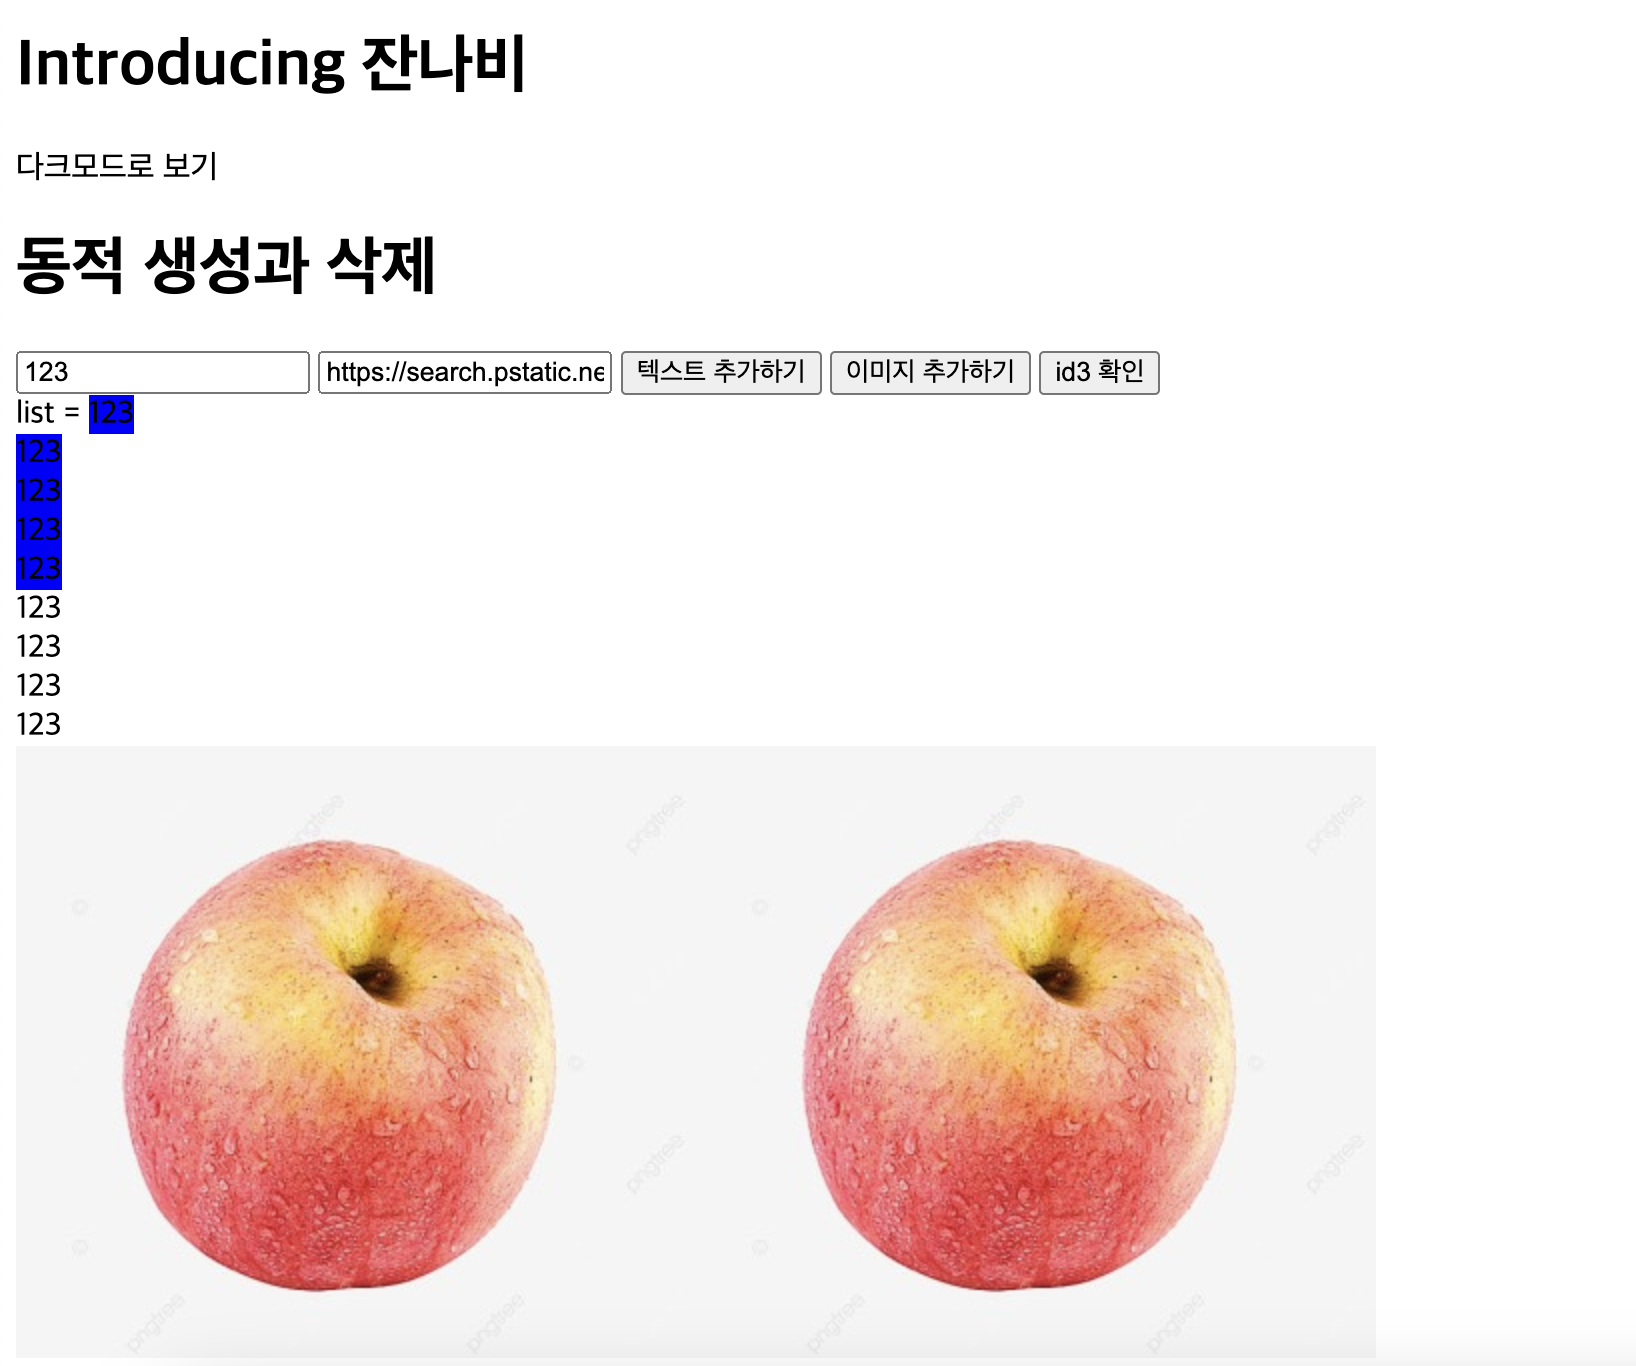 Introducing 잔나비
다크모드로 보기
동적 생성과 삭제
123 https://search.pstatic.ne 텍스트 추가하기 이미지 추가하기 id3 확인
list = 123
123
123
123
123
123
123
123
123
pngtree pngtree pngtree pngtree
pngtree pngtree
pngtree pngtree pngtree pngtree